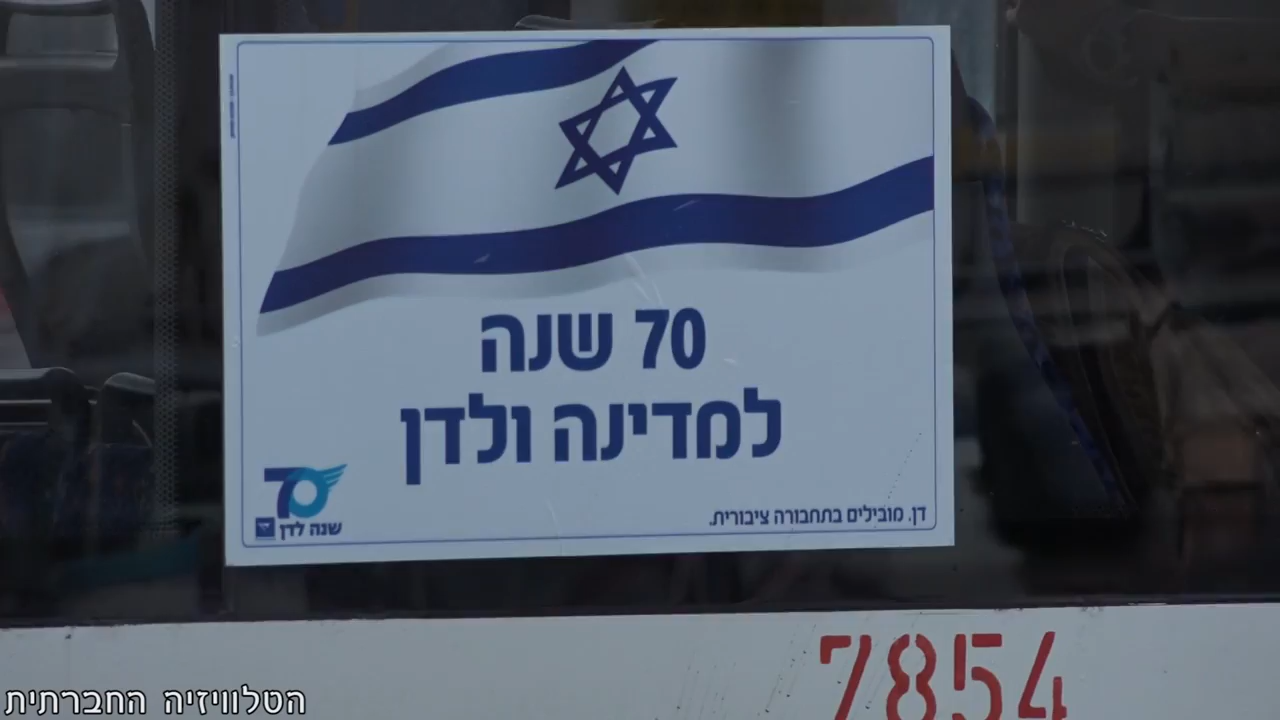 70 שנה
למדינה ולדן
דן. מובילים בתחבורה ציבורית.
70
שנה לדן
7854
הטלוויזיה החברתית